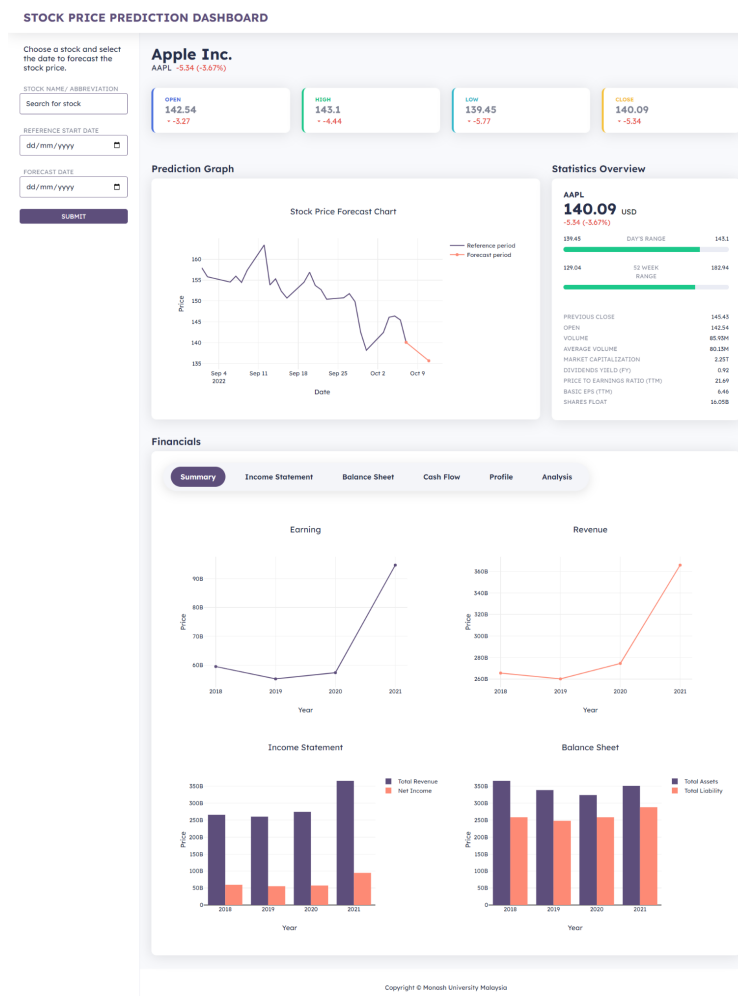 STOCK PRICE PREDICTION DASHBOARD
Choose a stock and select
the date to forecast the
stock price.
STOCK NAME/ ABBREVIATION
Search for stock
REFERENCE START DATE
dd/mm/yyyy
FORECAST DATE
dd/mm/yyyy
SUBMIT
Apple Inc.
AAPL -5.34 (-3.67%)
OPEN
142.54
-3.27
HIGH
143.1
-4.44
LOW
139.45
-5.77
CLOSE
140.09
-5.34
Prediction Graph
Stock Price Forecast Chart
Reference period
Forecast period
160
155
150
145
140
135
Price
Sep 4
2022
Sep 11
Sep 18
Sep 25
Oct 2
Oct 9
Date
Statistics Overview
AAPL
140.09 USD
-5.34 (-3.67%)
139.45 DAY'S RANGE 143.1
129.04 52 WEEK RANGE 182.94
PREVIOUS CLOSE 145.43
OPEN 142.54
VOLUME 85.93M
AVERAGE VOLUME 80.13M
MARKET CAPITALIZATION 2.25T
DIVIDENDS YIELD (FY) 0.92
PRICE TO EARNINGS RATIO (TTM) 21.69
BASIC EPS (TTM) 6.46
SHARES FLOAT 16.05B
Financials
Summary Income Statement Balance Sheet Cash Flow Profile Analysis
Earning
90B
80B
70B
60B
Price
2018 2019 2020 2021
Year
Revenue
360B
340B
320B
300B
280B
260B
Price
2018 2019 2020 2021
Year
Income Statement
Total Revenue
Net Income
350B
300B
250B
200B
150B
100B
50B
0
Price
2018 2019 2020 2021
Year
Balance Sheet
Total Assets
Total Liability
350B
300B
250B
200B
150B
100B
50B
0
Price
2018 2019 2020 2021
Year
Copyright © Monash University Malaysia